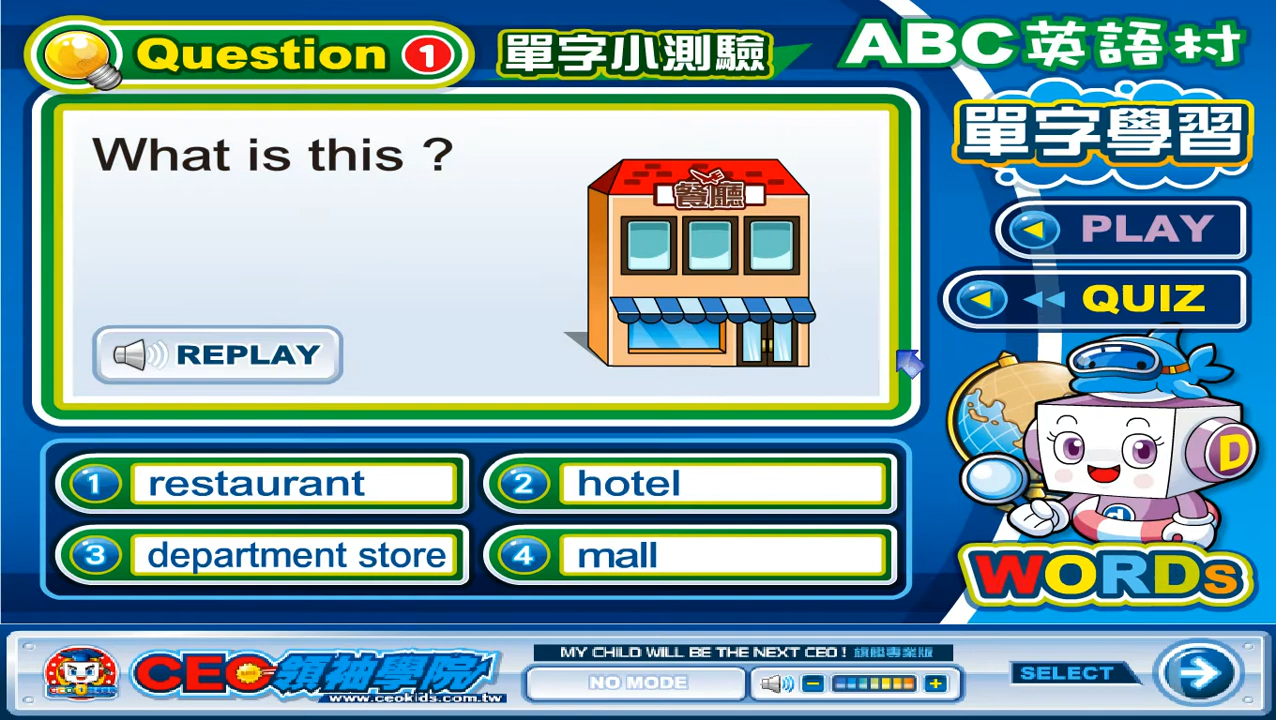 Question 1
單字小測驗
ABC英語村
單字學習
What is this ?
餐廳
PLAY
QUIZ
REPLAY
1 restaurant
2 hotel
3 department store
4 mall
D
d
WORDs
CEO領袖學院
www.ceokids.com.tw
MY CHILD WILL BE THE NEXT CEO ! 旗艦專業版
NO MODE
SELECT